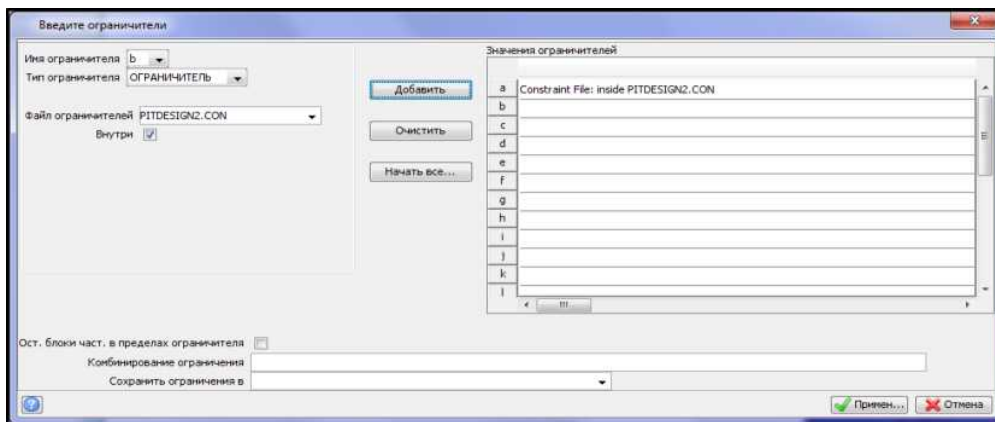 Введите ограничители
Имя ограничителя b
Тип ограничителя ОГРАНИЧИТЕЛЬ
Файл ограничителей PITDESIGN2.CON
Внутри
Добавить
Очистить
Начать все...
Значения ограничителей
a Constraint File: inside PITDESIGN2.CON
b
c
d
e
f
g
h
i
j
k
l
Ост. блоки част. в пределах ограничителя
Комбинирование ограничения
Сохранить ограничения в
? Примен... Отмена